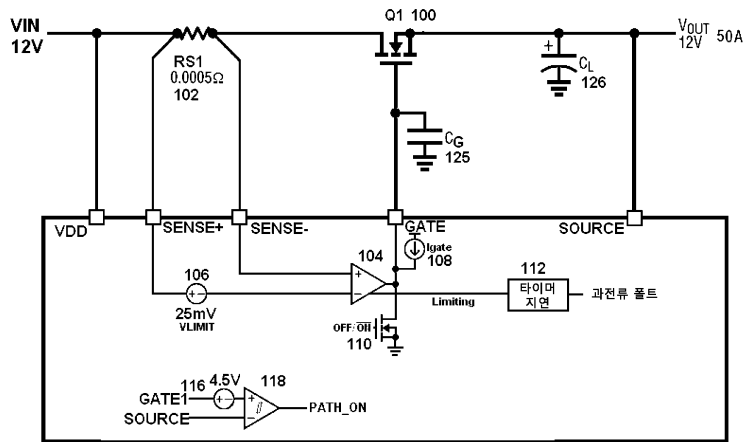 VIN
12V
RS1
0.0005Ω
102
Q1 100
CL
126
VOUT
12V
50A
CG
125
VDD
SENSE+
SENSE-
GATE
SOURCE
Igate
108
104
106
25mV
VLIMIT
Limiting
112
타이머
지연
과전류 폴트
OFF/ON
110
116
4.5V
118
GATE1
SOURCE
PATH_ON